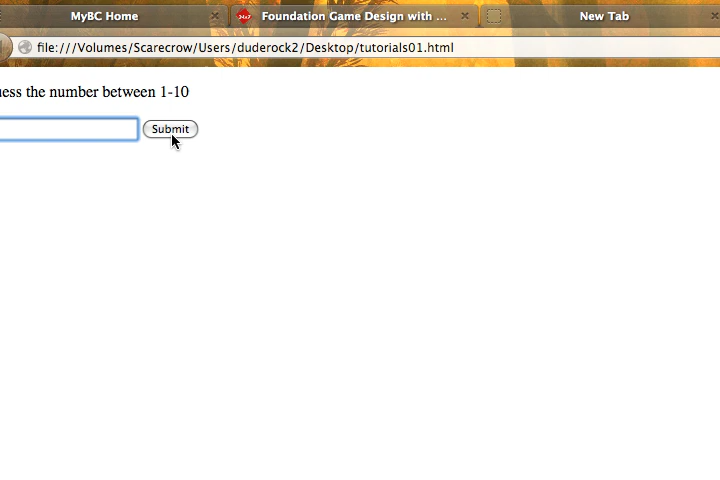 MyBC Home Foundation Game Design with ... New Tab
file:///Volumes/Scarecrow/Users/duderock2/Desktop/tutorials01.html
uess the number between 1-10
Submit